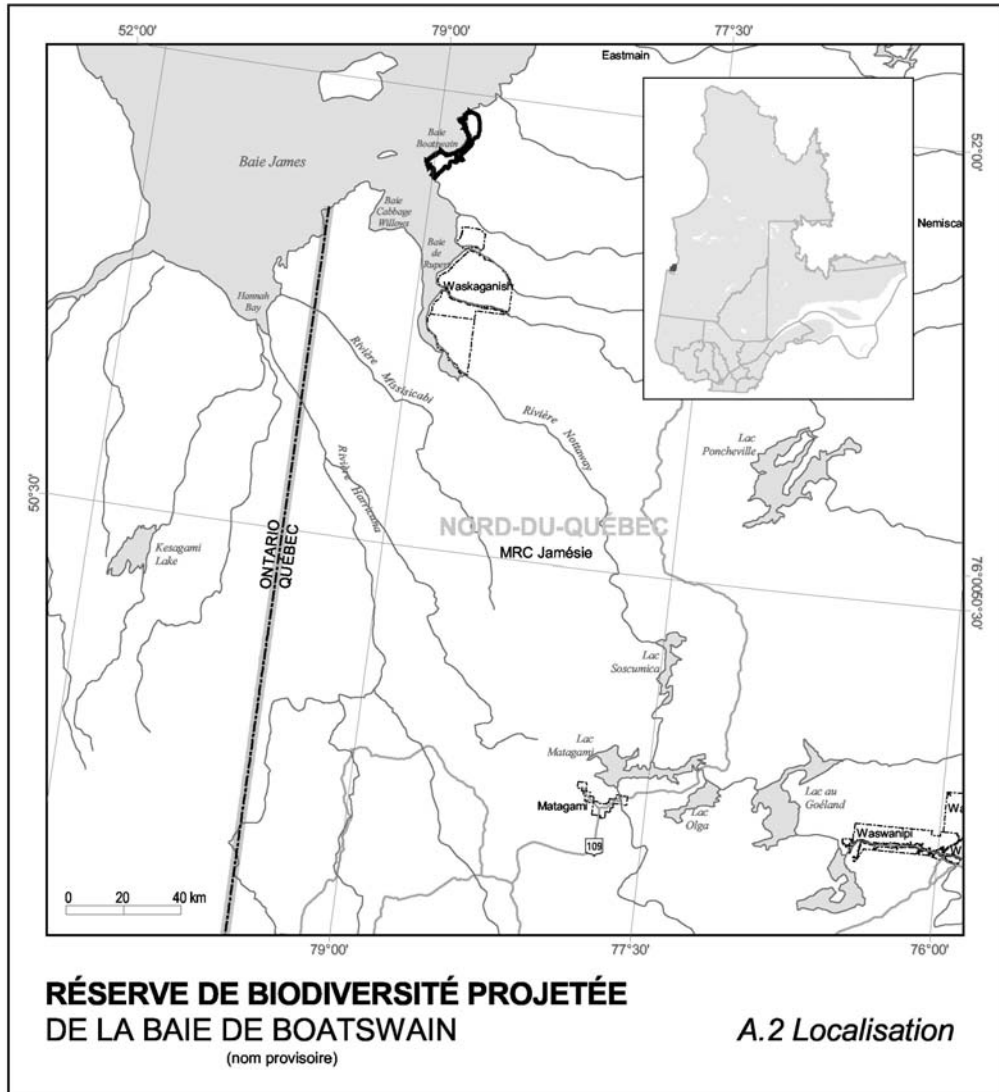 52°00'
79°00'
77°30'
Eastmain
Baie
Boatswain
Baie James
52°00'
Baie
Cabbage
Willows
Nemisca
Baie
de
Rupert
Waskaganish
Hannah
Bay
Rivière Missisicabi
Rivière Nottaway
Lac
Poncheville
Rivière Harricana
50°30'
NORD-DU-QUÉBEC
MRC Jamésie
Kesagami
Lake
ONTARIO
QUÉBEC
76°00
50°30'
Lac
Soscumica
Lac
Matagami
Matagami
Lac
Olga
Lac au
Goéland
Waswanipi
Wa
W
109
0 20 40 km
79°00'
77°30'
76°00'
RÉSERVE DE BIODIVERSITÉ PROJETÉE
DE LA BAIE DE BOATSWAIN
(nom provisoire)
A.2 Localisation